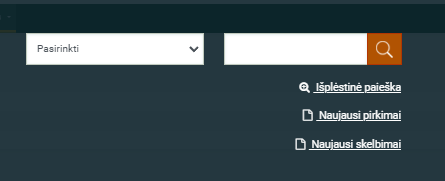 Pasirinkti
Išplėstinė paieška
Naujausi pirkimai
Naujausi skelbimai